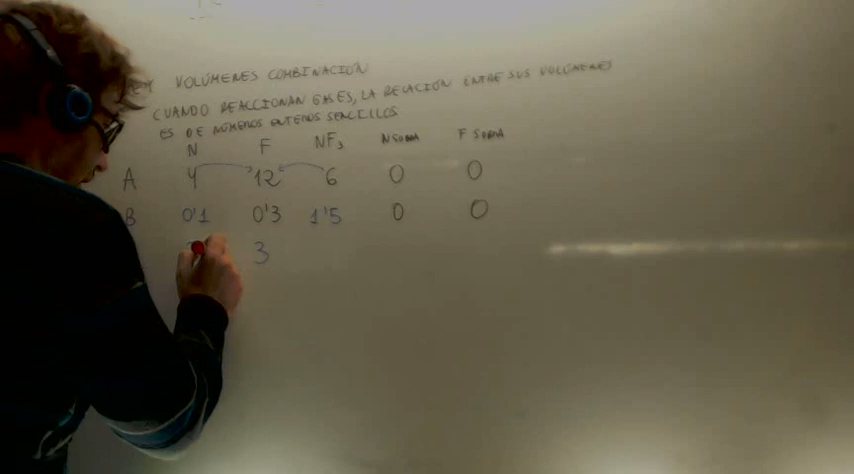 VOLÚMENES COMBINACIÓN
CUANDO REACCIONAN GASES, LA RELACIÓN ENTRE SUS VOLÚMENES
ES DE NÚMEROS ENTEROS SENCILLOS
N F NF3 N SOBRA F SOBRA
A 4 12 6 0 0
B 0'1 0'3 1'5 0 0
3